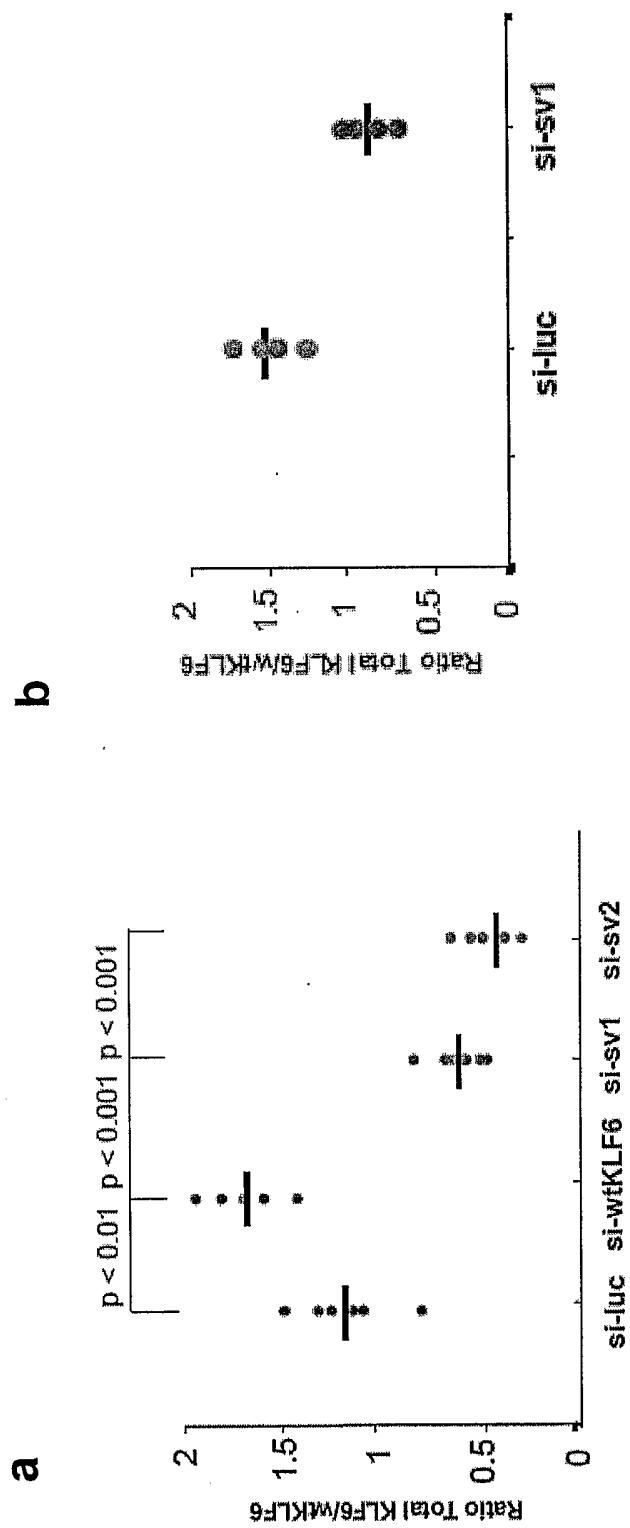 a
p < 0.01 p < 0.001 p < 0.001
Ratio Total KLF6/wtKLF6
2
1.5
1
0.5
0
si-luc si-wtKLF6 si-sv1 si-sv2
b
Ratio Total KLF6/wtKLF6
2
1.5
1
0.5
0
si-luc si-sv1